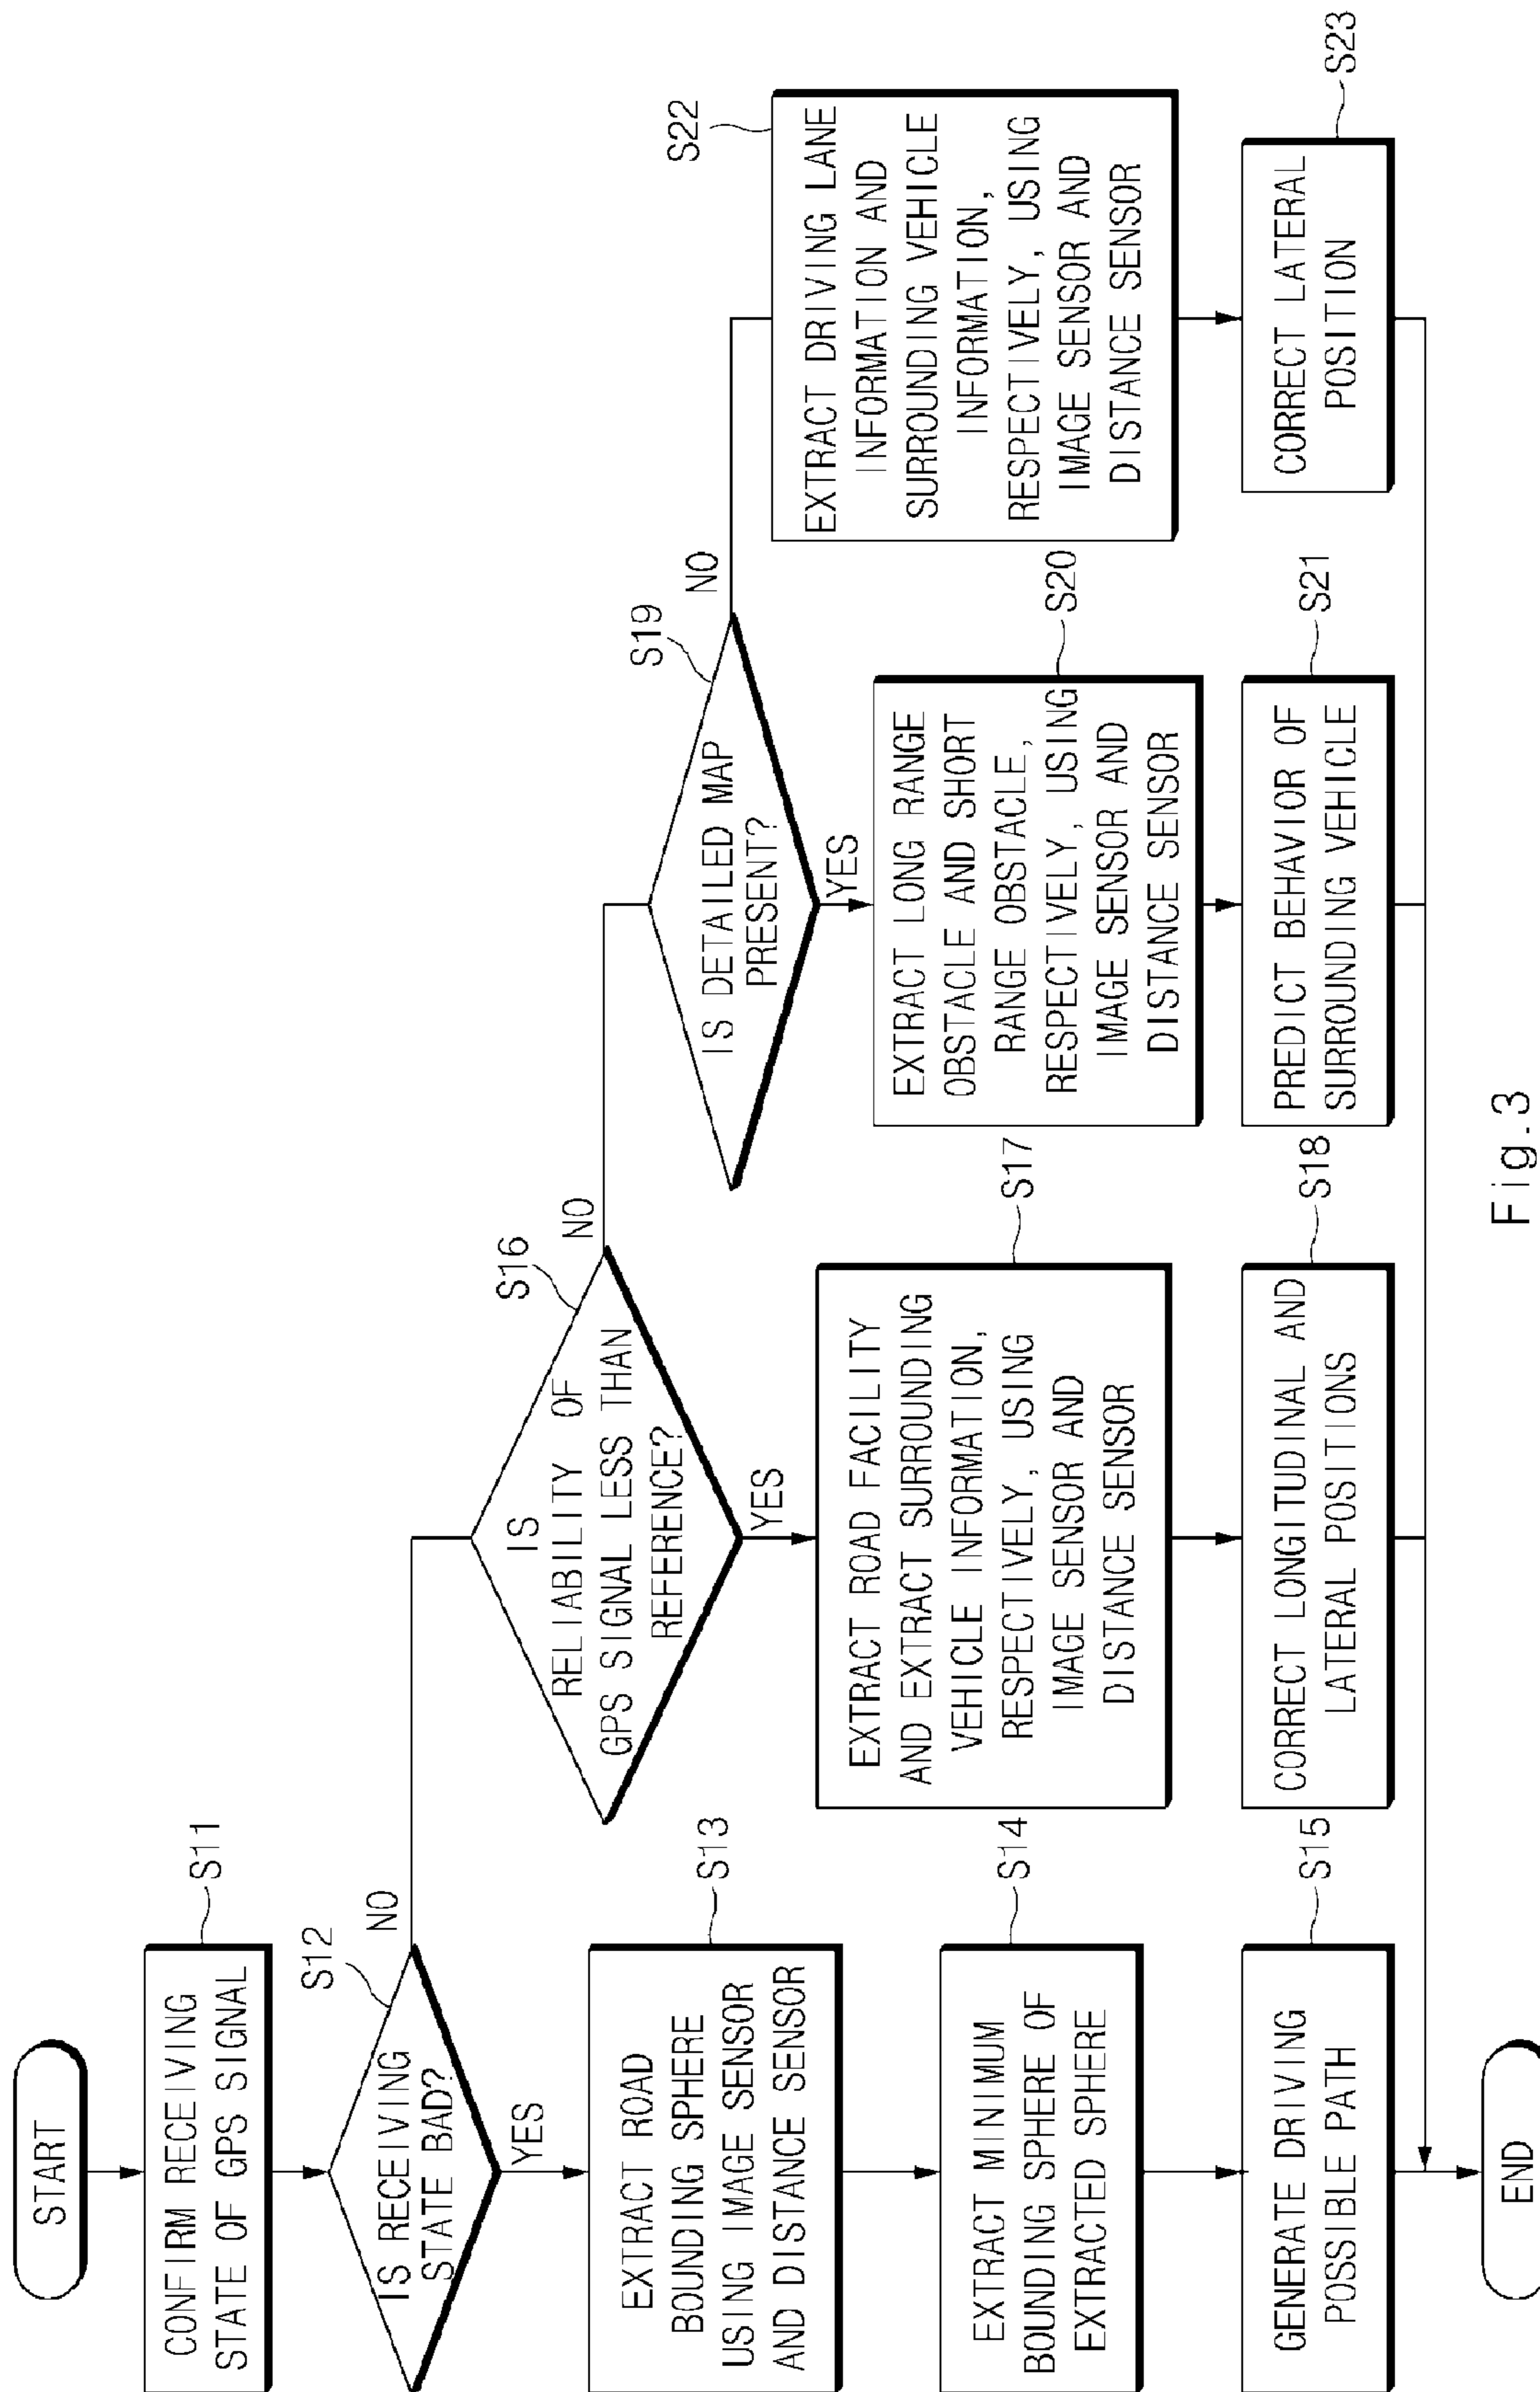 START
CONFIRM RECEIVING
STATE OF GPS SIGNAL
S11
IS RECEIVING
STATE BAD?
S12
NO
YES
EXTRACT ROAD
BOUNDING SPHERE
USING IMAGE SENSOR
AND DISTANCE SENSOR
S13
EXTRACT MINIMUM
BOUNDING SPHERE OF
EXTRACTED SPHERE
S14
GENERATE DRIVING
POSSIBLE PATH
S15
END
IS
RELIABILITY OF
GPS SIGNAL LESS THAN
REFERENCE?
S16
NO
YES
EXTRACT ROAD FACILITY
AND EXTRACT SURROUNDING
VEHICLE INFORMATION,
RESPECTIVELY, USING
IMAGE SENSOR AND
DISTANCE SENSOR
S17
CORRECT LONGITUDINAL AND
LATERAL POSITIONS
S18
IS DETAILED MAP
PRESENT?
S19
NO
YES
EXTRACT LONG RANGE
OBSTACLE AND SHORT
RANGE OBSTACLE,
RESPECTIVELY, USING
IMAGE SENSOR AND
DISTANCE SENSOR
S20
PREDICT BEHAVIOR OF
SURROUNDING VEHICLE
S21
EXTRACT DRIVING LANE
INFORMATION AND
SURROUNDING VEHICLE
INFORMATION,
RESPECTIVELY, USING
IMAGE SENSOR AND
DISTANCE SENSOR
S22
CORRECT LATERAL
POSITION
S23
Fig.3